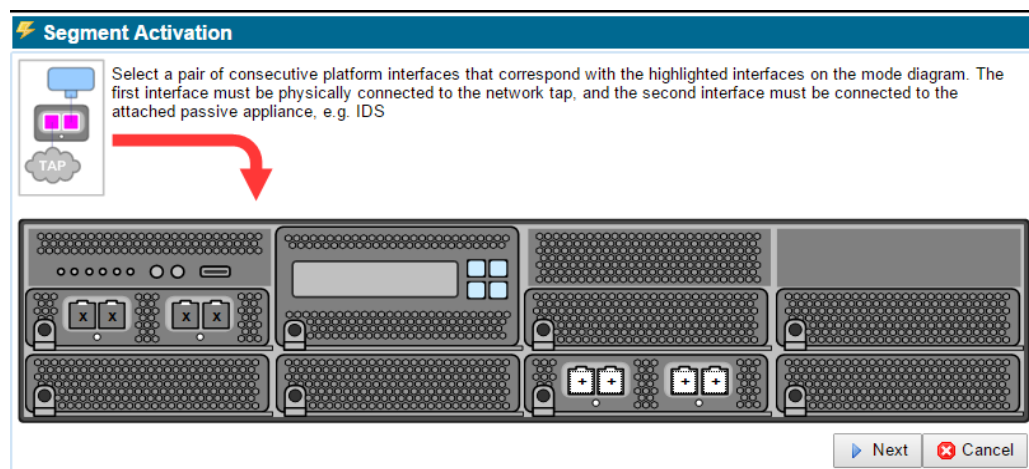 Segment Activation
Select a pair of consecutive platform interfaces that correspond with the highlighted interfaces on the mode diagram. The
first interface must be physically connected to the network tap, and the second interface must be connected to the
attached passive appliance, e.g. IDS
TAP
x x x x
+ + + +
Next Cancel